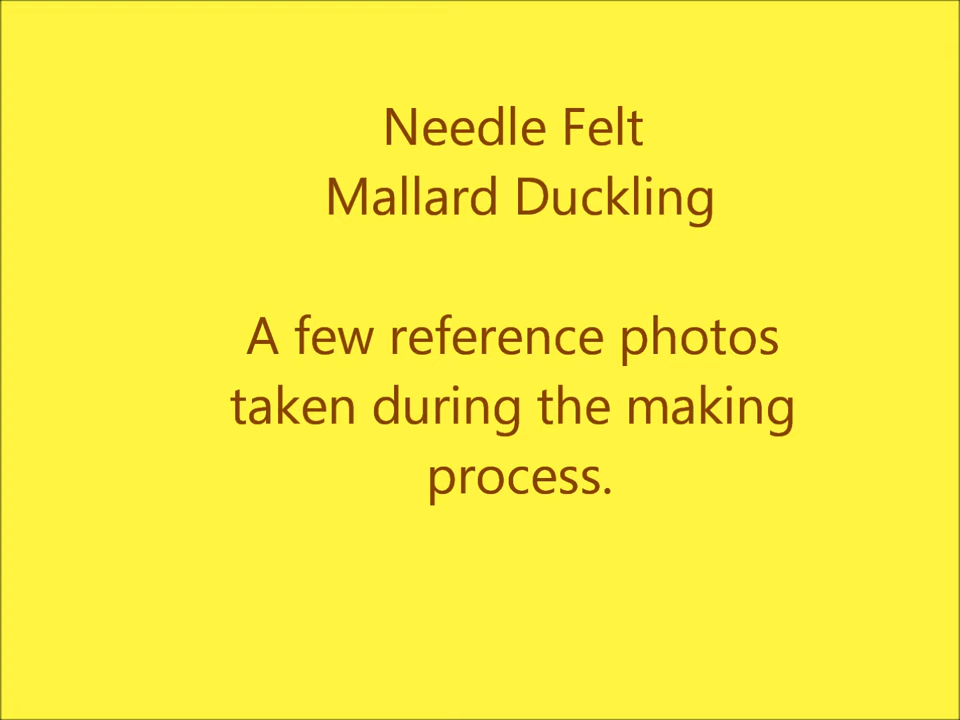 Needle Felt
Mallard Duckling
A few reference photos
taken during the making
process.